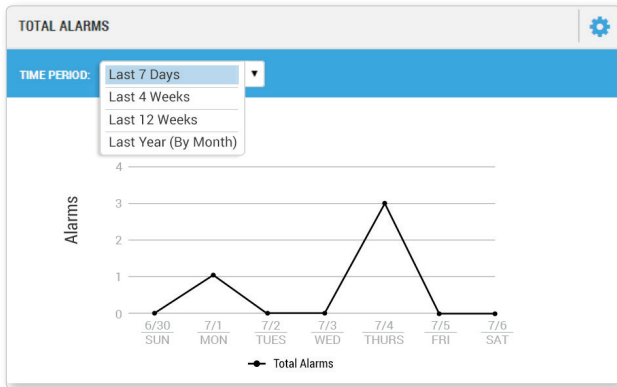 TOTAL ALARMS
TIME PERIOD:
Last 7 Days
Last 4 Weeks
Last 12 Weeks
Last Year (By Month)
Alarms
4
3
2
1
0
6/30 7/1 7/2 7/3 7/4 7/5 7/6
SUN MON TUES WED THURS FRI SAT
Total Alarms